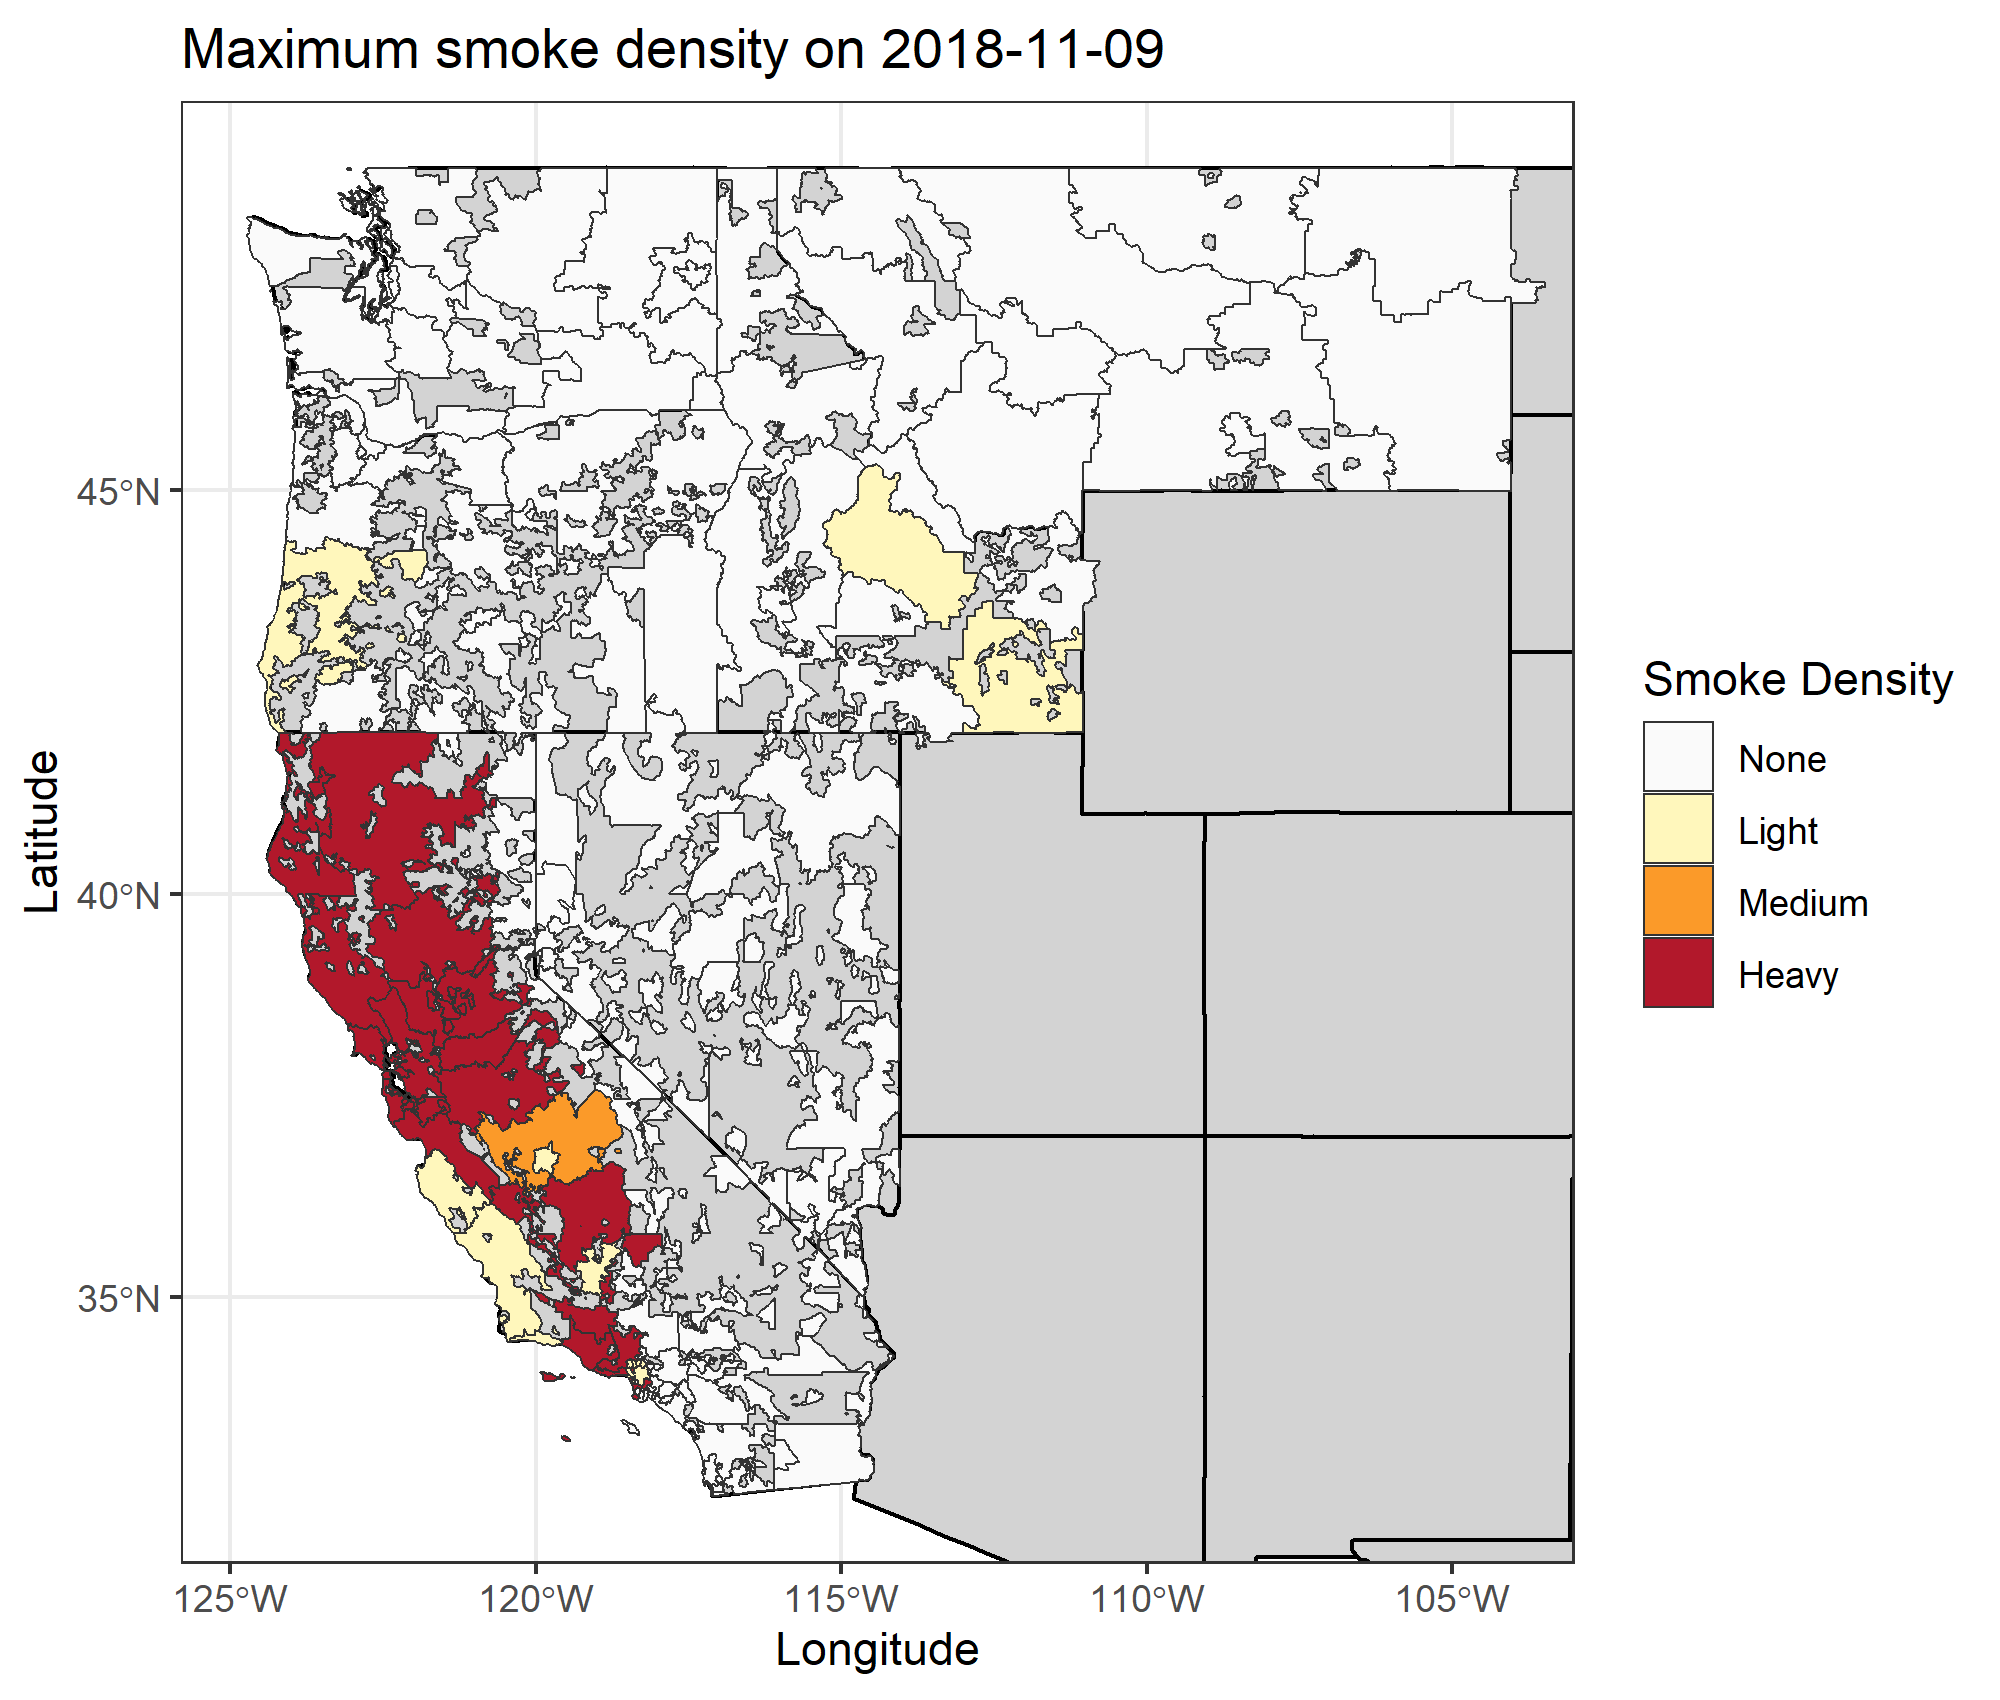 Maximum smoke density on 2018-11-09
45°N
40°N
35°N
Latitude
125°W
120°W
115°W
110°W
105°W
Longitude
Smoke Density
None
Light
Medium
Heavy